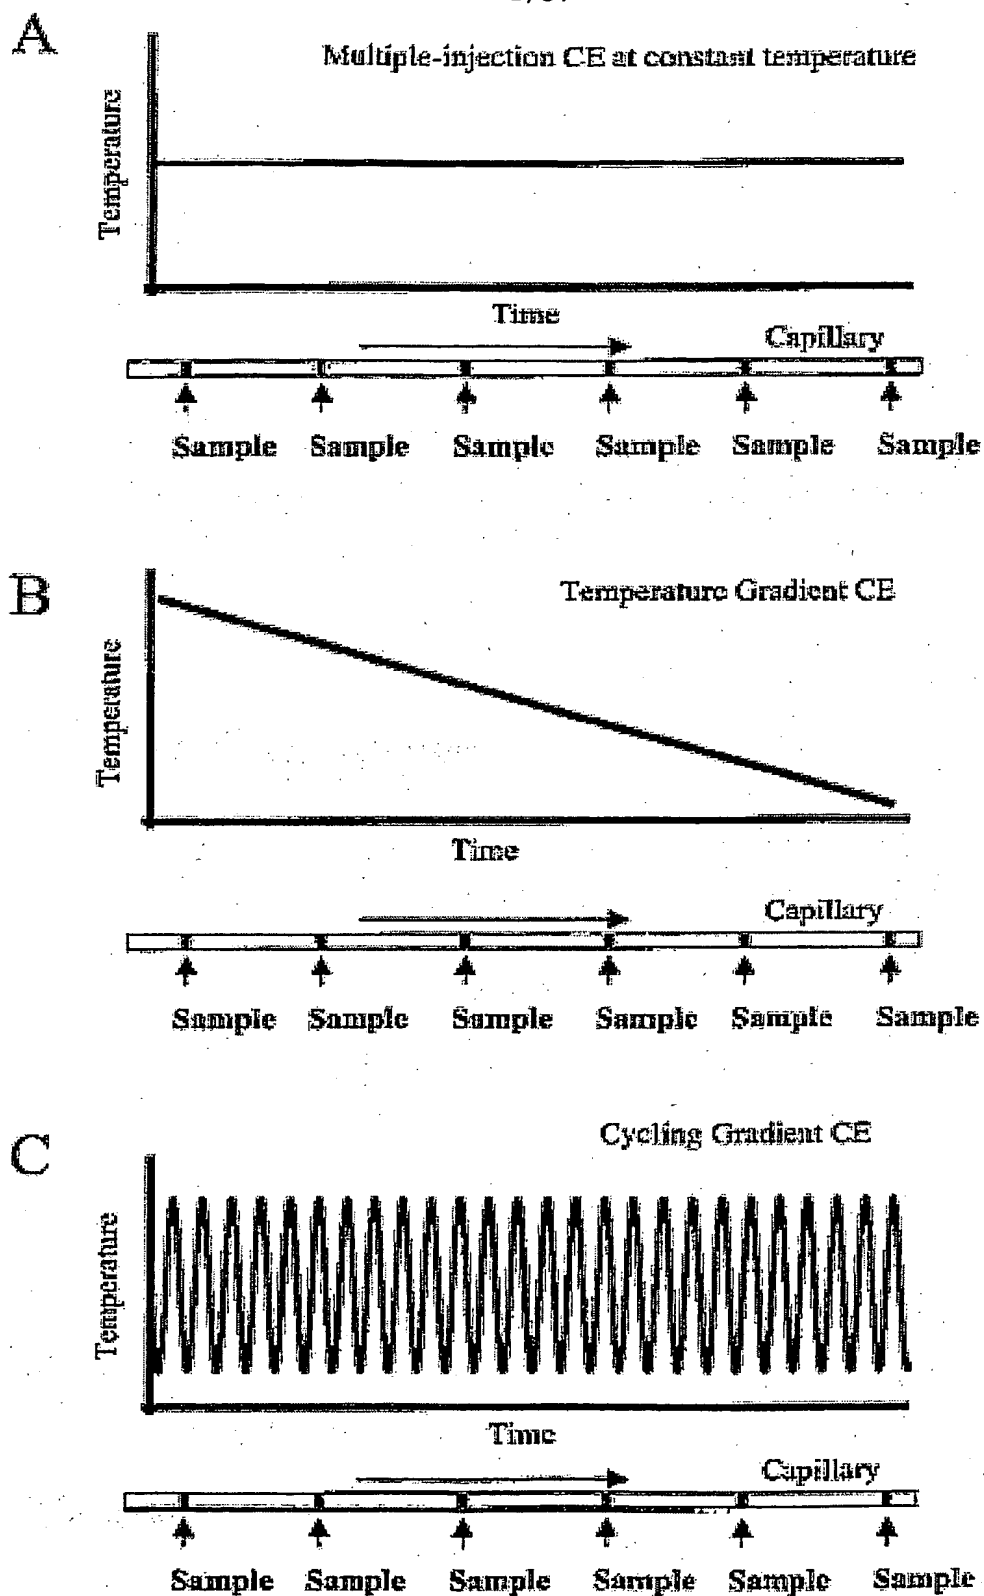 A
Multiple-injection CE at constant temperature
Temperature
Time
Capillary
Sample Sample Sample Sample Sample Sample
B
Temperature Gradient CE
Temperature
Time
Capillary
Sample Sample Sample Sample Sample Sample
C
Cycling Gradient CE
Temperature
Time
Capillary
Sample Sample Sample Sample Sample Sample